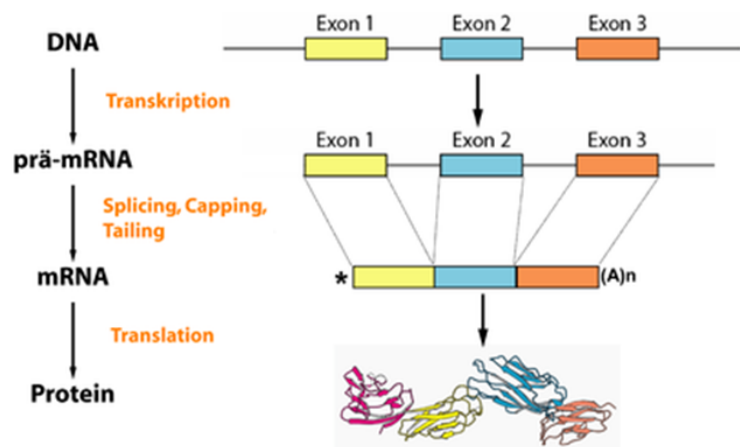 DNA
Exon 1 Exon 2 Exon 3
Transkription
prä-mRNA
Exon 1 Exon 2 Exon 3
Splicing, Capping,
Tailing
mRNA
* (A)n
Translation
Protein